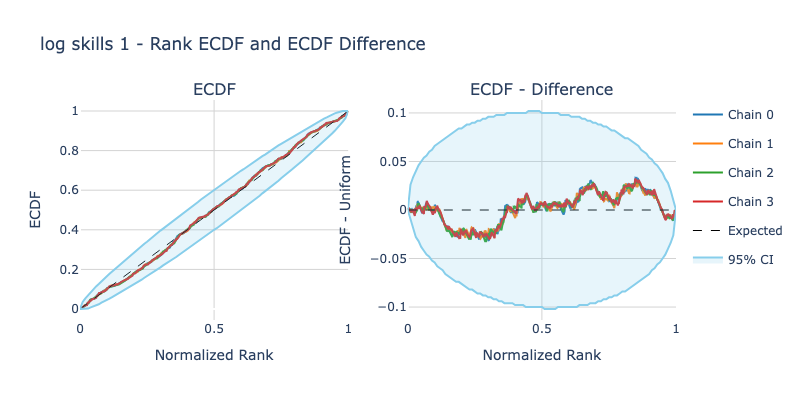 log skills 1 - Rank ECDF and ECDF Difference
ECDF
ECDF - Difference
ECDF
1
0.8
0.6
0.4
0.2
0
0
0.5
1
Normalized Rank
ECDF - Uniform
0.1
0.05
0
−0.05
−0.1
0
0.5
1
Normalized Rank
Chain 0
Chain 1
Chain 2
Chain 3
Expected
95% CI